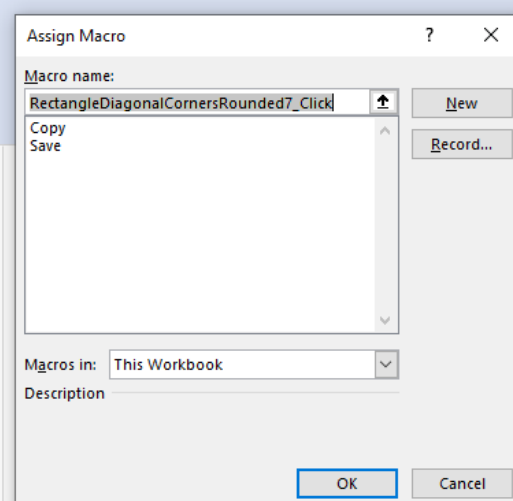 Assign Macro ?
Macro name:
RectangleDiagonalCornersRounded7_Click
New
Copy
Save
Record...
Macros in: This Workbook
Description
OK Cancel